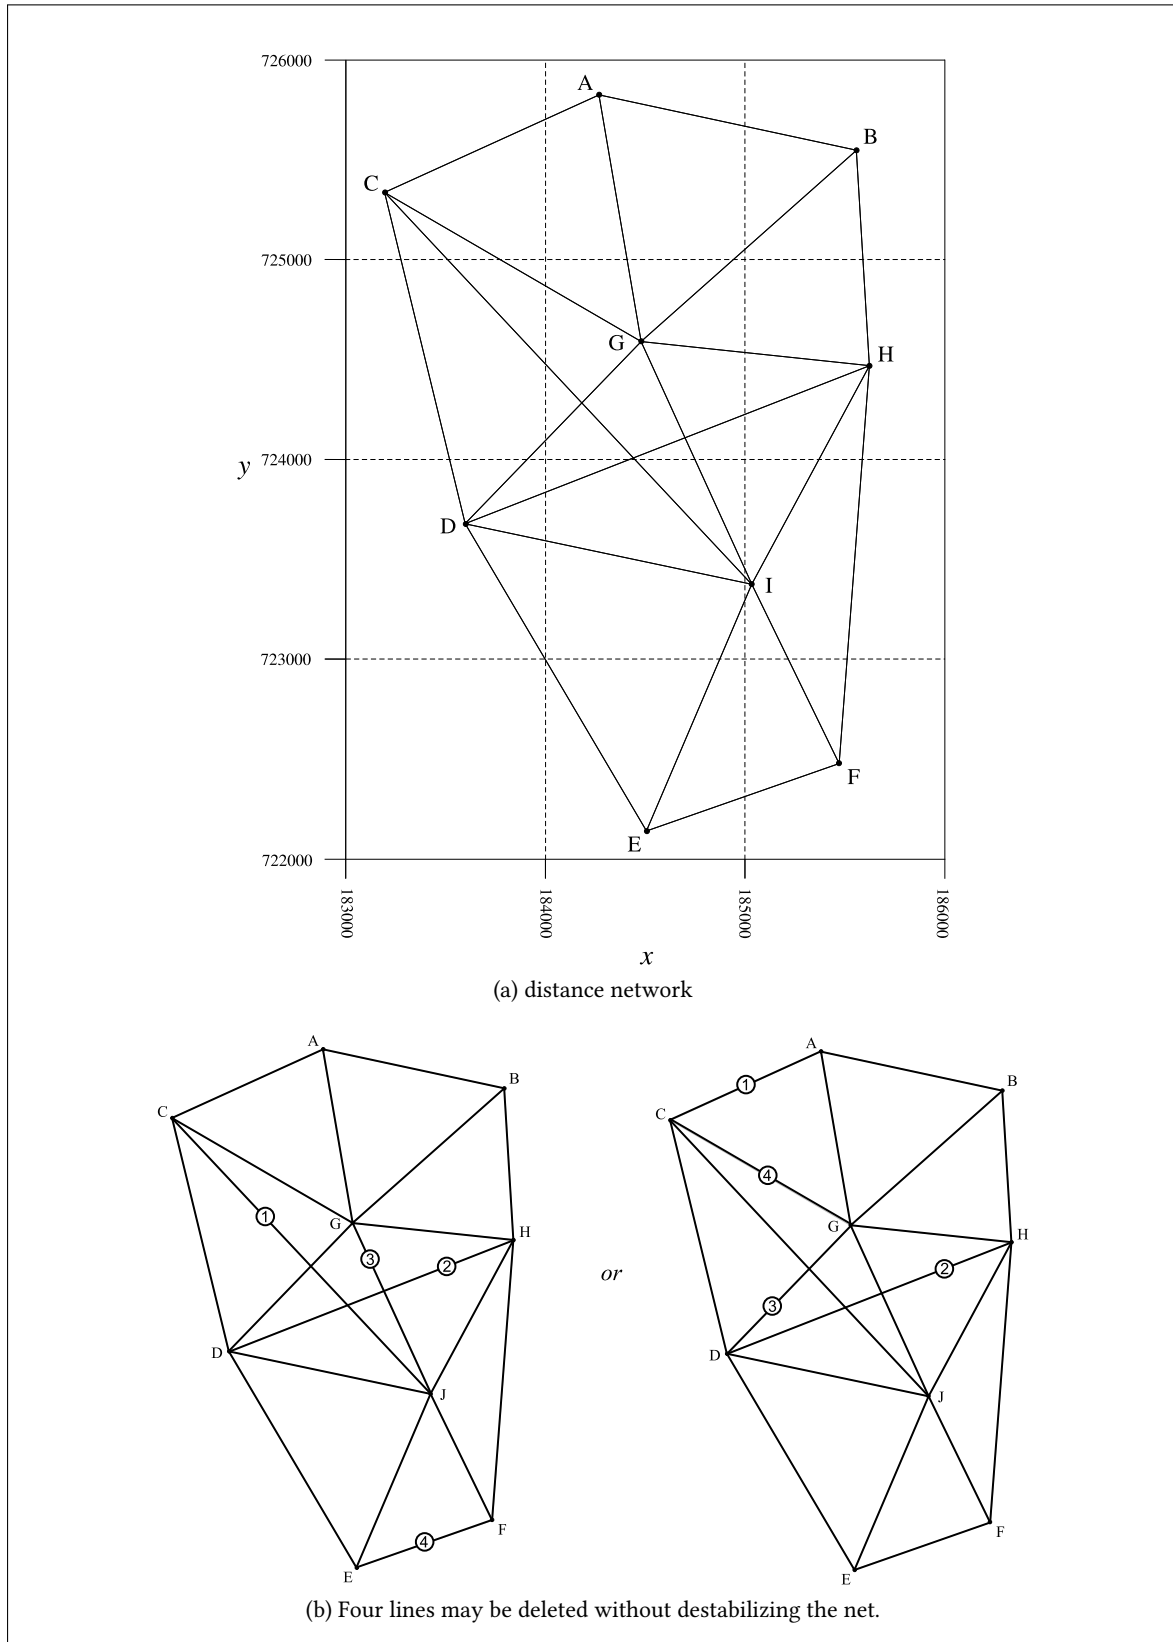 726000
A
B
C
725000
G
H
y 724000
D
I
723000
F
E
722000
183000
184000
185000
186000
x
(a) distance network
A
B
C
1
G
H
3
2
D
J
F
4
E
or
A
1
B
C
4
G
H
2
3
D
J
F
E
(b) Four lines may be deleted without destabilizing the net.